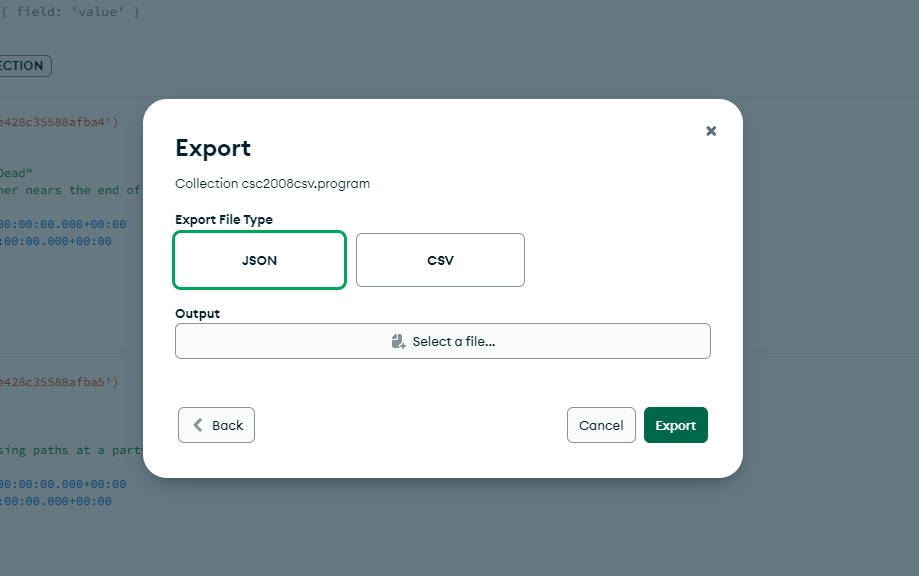 { field: 'value' }
ECTION
e428c35588afba4')
Dead"
her nears the end of
00:00:00.000+00:00
:00:00.000+00:00
Export
Collection csc2008csv.program
Export File Type
JSON CSV
Output
Select a file...
e428c35588afba5')
Back Cancel Export
sing paths at a part
00:00:00.000+00:00
:00:00.000+00:00